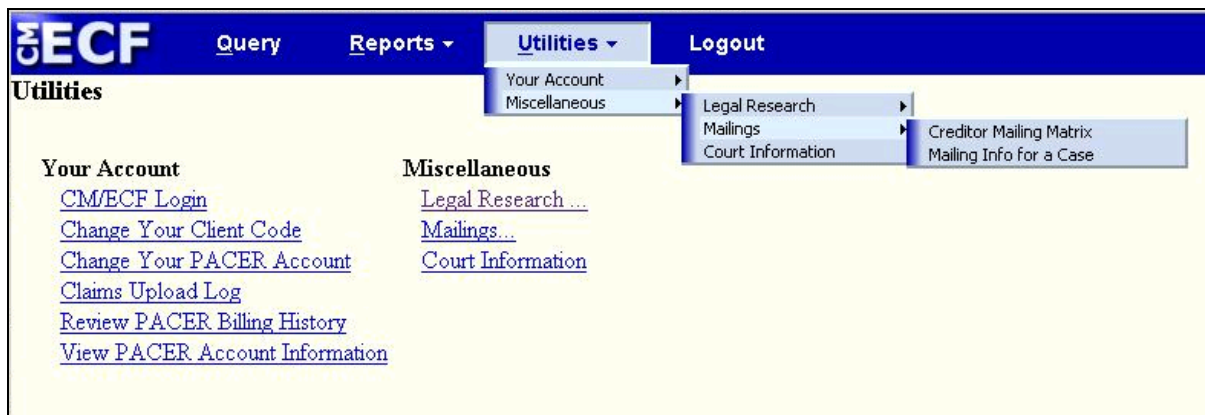 CM ECF Query Reports Utilities Logout
Your Account
Miscellaneous
Legal Research
Mailings
Court Information
Creditor Mailing Matrix
Mailing Info for a Case
Utilities
Your Account
CM/ECF Login
Change Your Client Code
Change Your PACER Account
Claims Upload Log
Review PACER Billing History
View PACER Account Information
Miscellaneous
Legal Research ...
Mailings...
Court Information